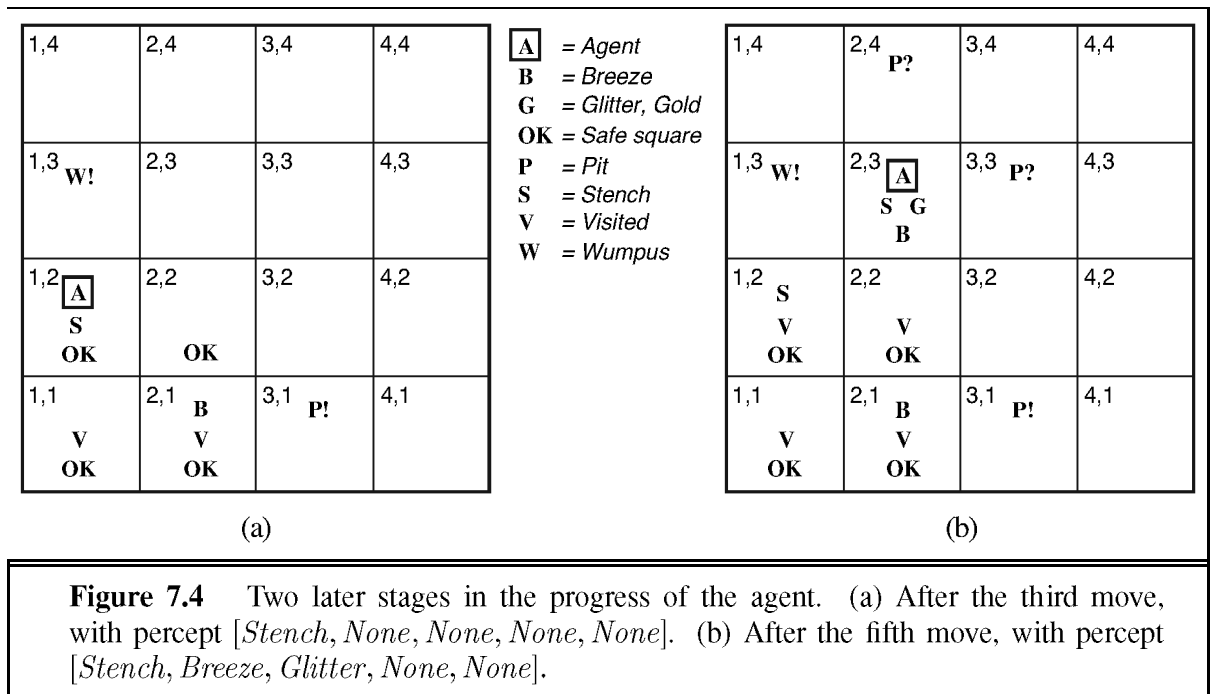 1,4 2,4 3,4 4,4
1,3 W! 2,3 3,3 4,3
1,2 A 2,2 3,2 4,2
S
OK OK
1,1 2,1 B 3,1 P! 4,1
V V
OK OK
(a)
A = Agent
B = Breeze
G = Glitter, Gold
OK = Safe square
P = Pit
S = Stench
V = Visited
W = Wumpus
1,4 2,4 P? 3,4 4,4
1,3 W! 2,3 A 3,3 P? 4,3
S G
B
1,2 S 2,2 3,2 4,2
V V
OK OK
1,1 2,1 B 3,1 P! 4,1
V V
OK OK
(b)
Figure 7.4 Two later stages in the progress of the agent. (a) After the third move,
with percept [Stench, None, None, None, None]. (b) After the fifth move, with percept
[Stench, Breeze, Glitter, None, None].